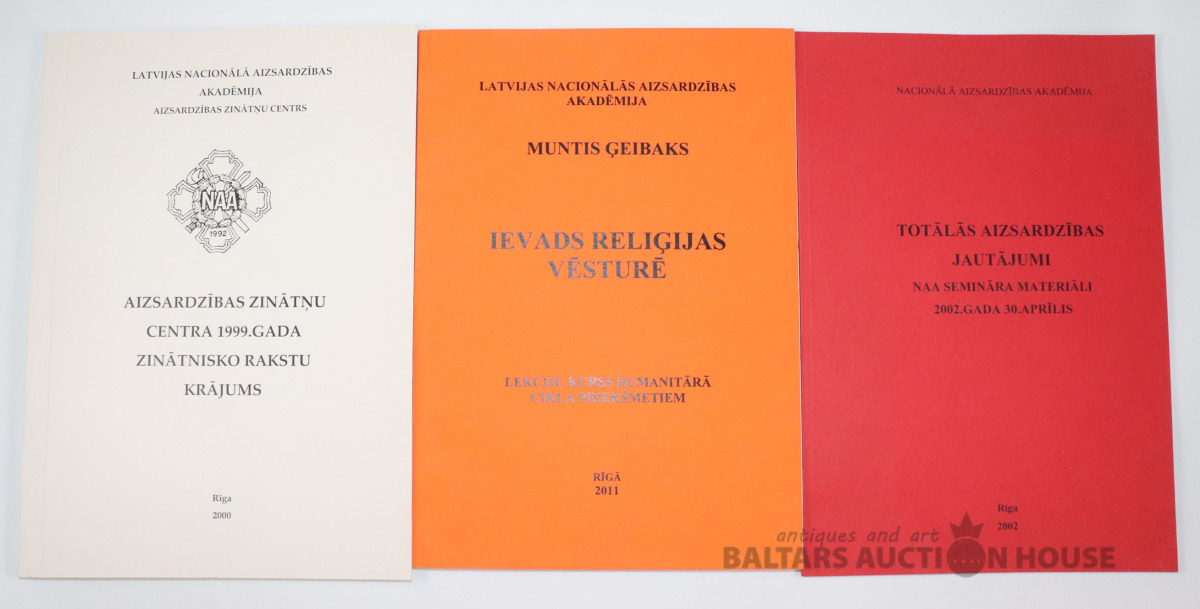 LATVIJAS NACIONĀLĀ AIZSARDZĪBAS
AKADĒMIJA
AIZSARDZĪBAS ZINĀTŅU CENTRS
NAA
1992
AIZSARDZĪBAS ZINĀTŅU
CENTRA 1999.GADA
ZINĀTNISKO RAKSTU
KRĀJUMS
Rīga
2000
LATVIJAS NACIONĀLĀS AIZSARDZĪBAS
AKADĒMIJA
MUNTIS ĢEIBAKS
IEVADS RELIĢIJAS
VĒSTURĒ
LEKCIJU KURSS HUMANITĀRĀ
CIKLA PRIEKŠMETIEM
RĪGĀ
2011
NACIONĀLĀ AIZSARDZĪBAS AKADĒMIJA
TOTĀLĀS AIZSARDZĪBAS
JAUTĀJUMI
NAA SEMINĀRA MATERIĀLI
2002.GADA 30.APRĪLIS
Rīga
2002
antiques and art
BALTARS AUCTION HOUSE